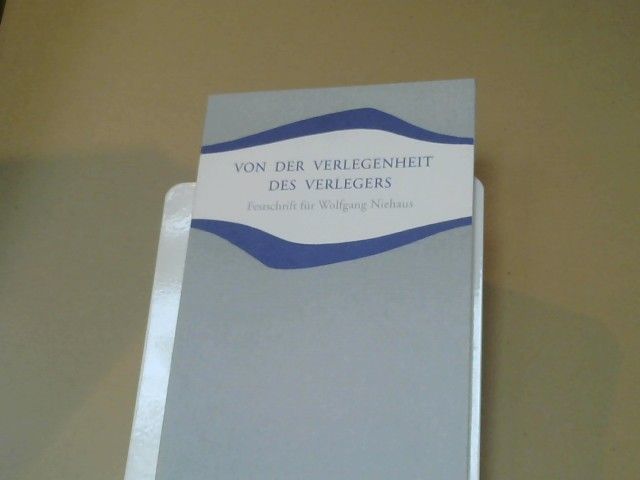 VON DER VERLEGENHEIT
DES VERLEGERS
Festschrift für Wolfgang Niehaus